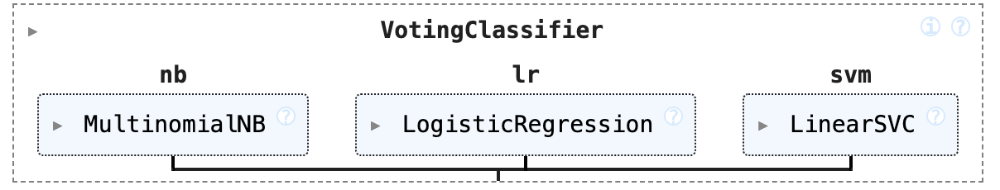 VotingClassifier i ?
nb lr svm
MultinomialNB ? LogisticRegression ? LinearSVC ?